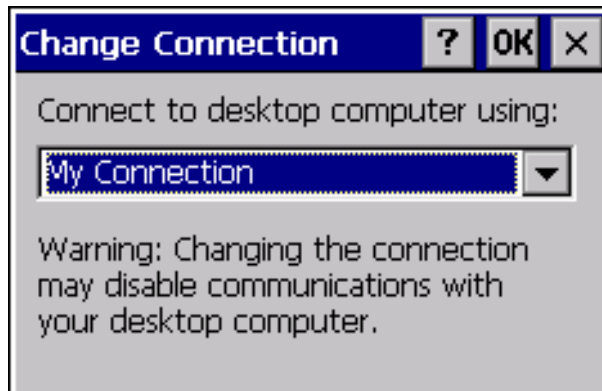 Change Connection ? OK ×
Connect to desktop computer using:
My Connection
Warning: Changing the connection
may disable communications with
your desktop computer.